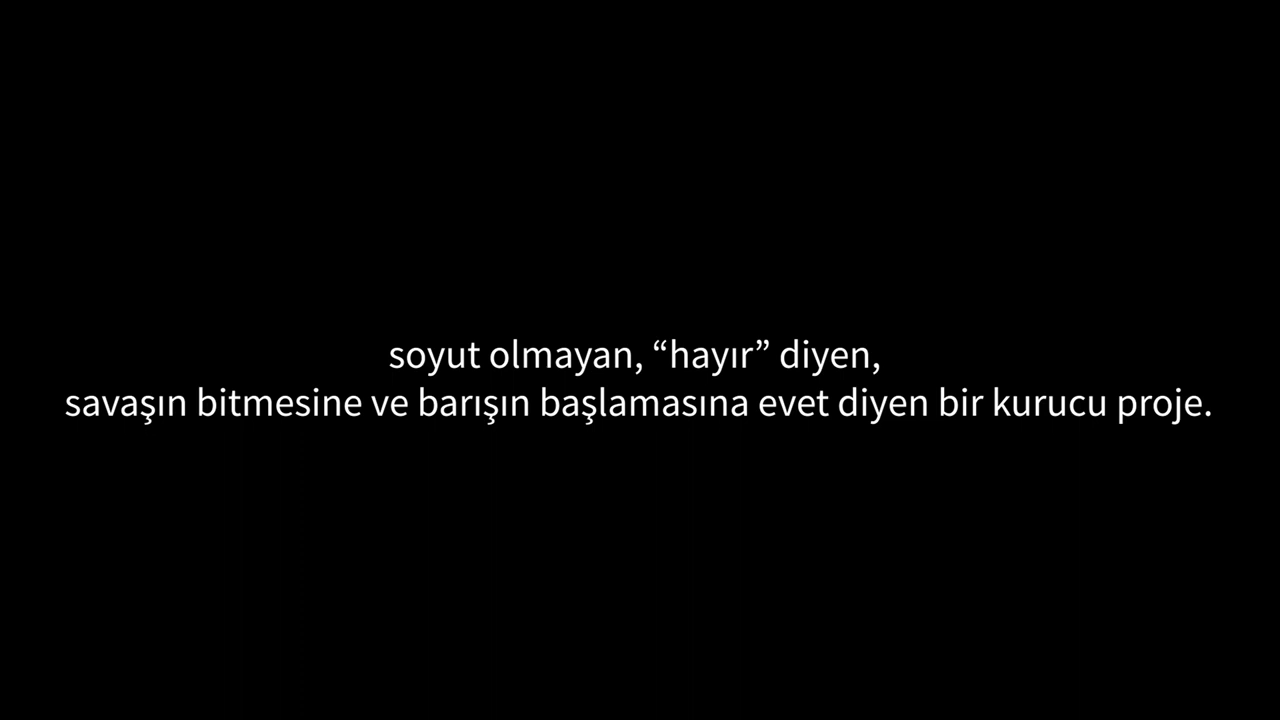 soyut olmayan, “hayır” diyen,
savaşın bitmesine ve barışın başlamasına evet diyen bir kurucu proje.